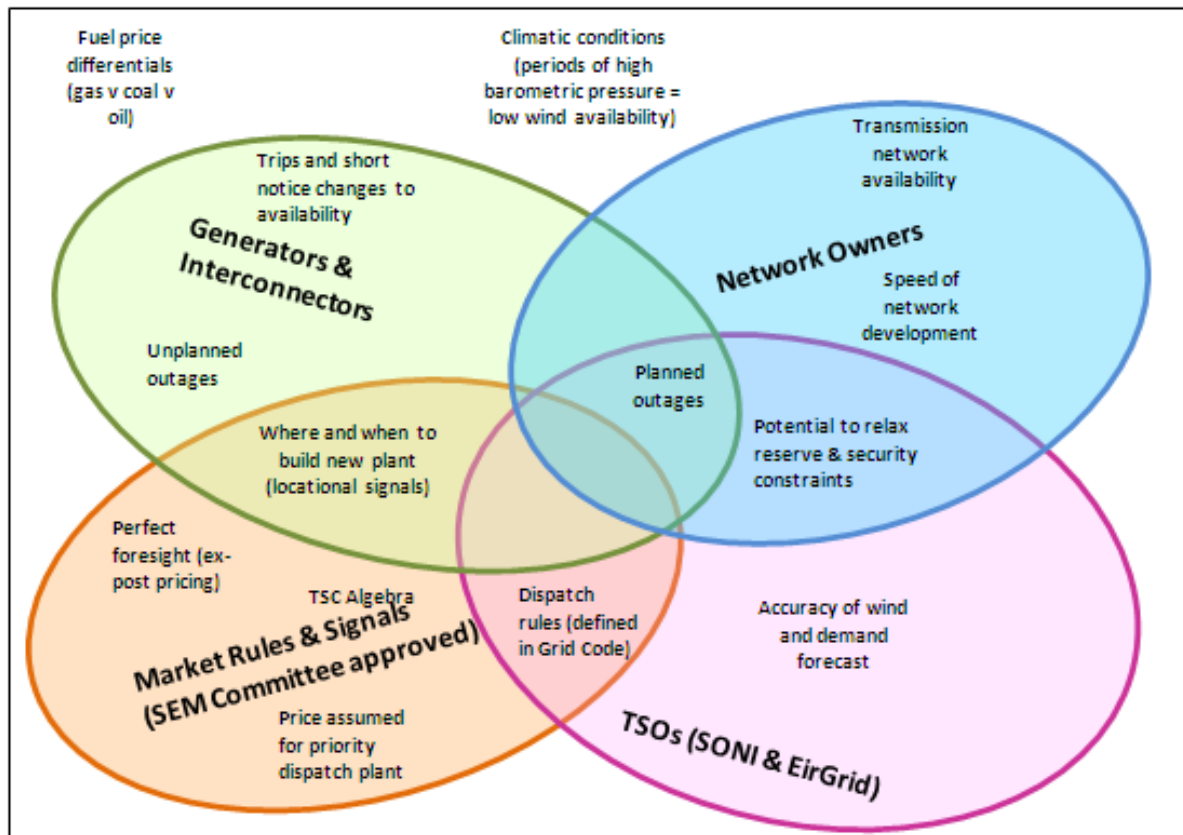 Fuel price
differentials
(gas v coal v
oil)
Climatic conditions
(periods of high
barometric pressure =
low wind availability)
Trips and short
notice changes to
availability
Generators &
Interconnectors
Unplanned
outages
Transmission
network
availability
Network Owners
Speed of
network
development
Planned
outages
Potential to relax
reserve & security
constraints
Where and when to
build new plant
(locational signals)
Perfect
foresight (ex-
post pricing)
TSC Algebra
Market Rules & Signals
(SEM Committee approved)
Price assumed
for priority
dispatch plant
Dispatch
rules (defined
in Grid Code)
Accuracy of wind
and demand
forecast
TSOs (SONI & EirGrid)